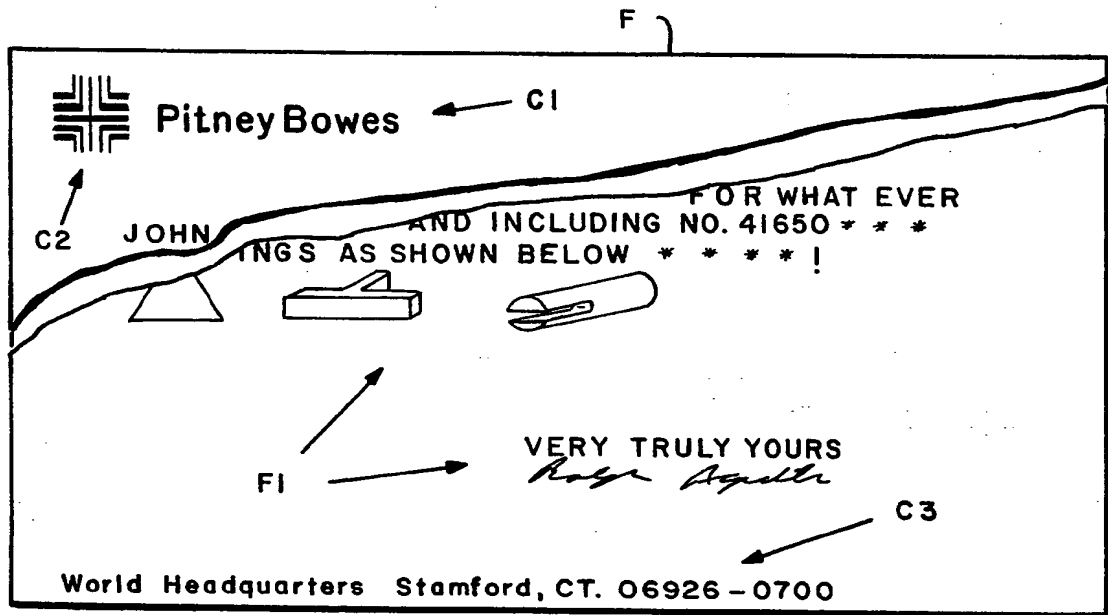 F
Pitney Bowes C1
C2
FOR WHAT EVER
JOHN AND INCLUDING NO. 41650 * * *
INGS AS SHOWN BELOW * * * * !
VERY TRULY YOURS
F1
C3
World Headquarters Stamford, CT. 06926-0700